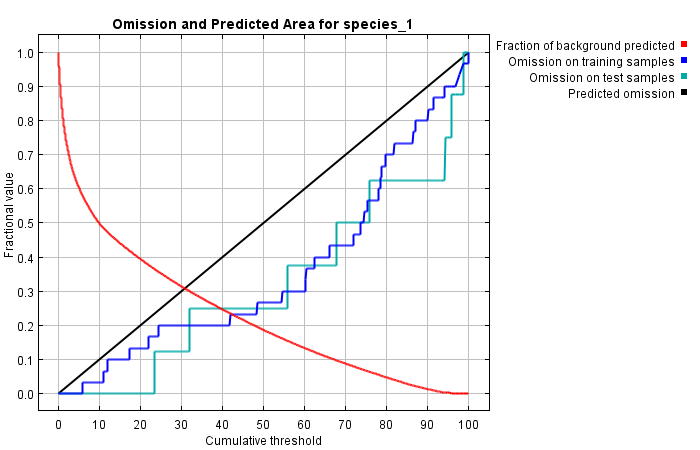 Omission and Predicted Area for species_1
Fraction of background predicted
Omission on training samples
Omission on test samples
Predicted omission
Fractional value
1.0
0.9
0.8
0.7
0.6
0.5
0.4
0.3
0.2
0.1
0.0
0 10 20 30 40 50 60 70 80 90 100
Cumulative threshold